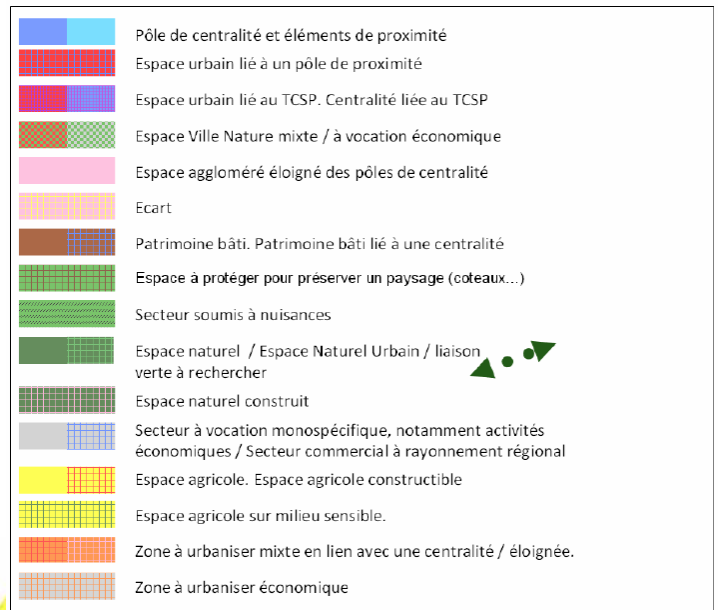 Pôle de centralité et éléments de proximité
Espace urbain lié à un pôle de proximité
Espace urbain lié au TCSP. Centralité liée au TCSP
Espace Ville Nature mixte / à vocation économique
Espace aggloméré éloigné des pôles de centralité
Ecart
Patrimoine bâti. Patrimoine bâti lié à une centralité
Espace à protéger pour préserver un paysage (coteaux...)
Secteur soumis à nuisances
Espace naturel / Espace Naturel Urbain / liaison
verte à rechercher
Espace naturel construit
Secteur à vocation monospécifique, notamment activités
économiques / Secteur commercial à rayonnement régional
Espace agricole. Espace agricole constructible
Espace agricole sur milieu sensible.
Zone à urbaniser mixte en lien avec une centralité / éloignée.
Zone à urbaniser économique